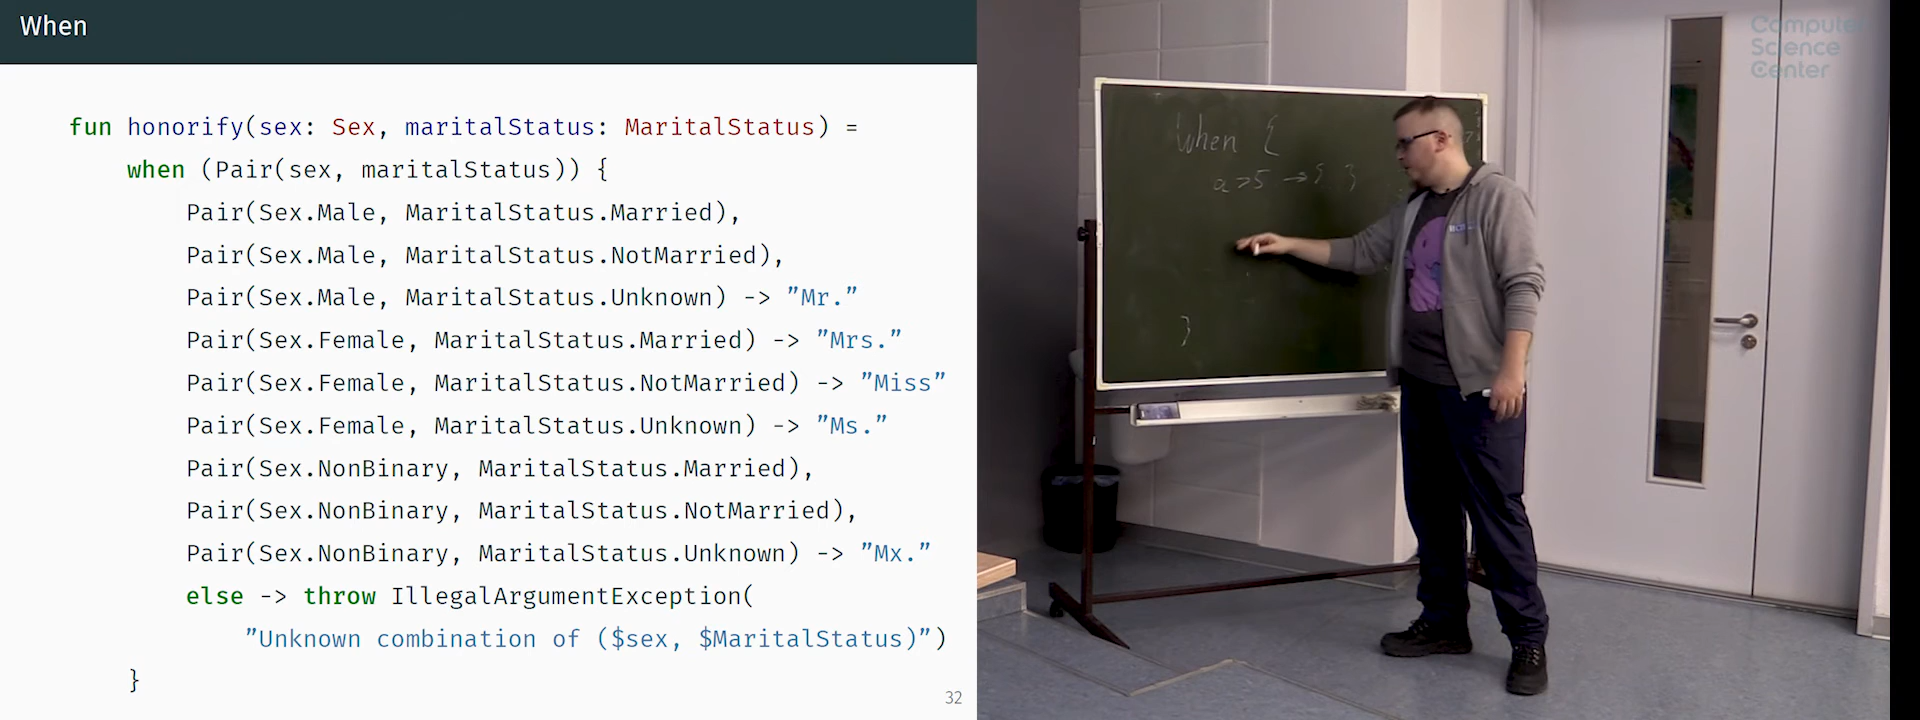 When
fun honorify(sex: Sex, maritalStatus: MaritalStatus) =
when (Pair(sex, maritalStatus)) {
Pair(Sex.Male, MaritalStatus.Married),
Pair(Sex.Male, MaritalStatus.NotMarried),
Pair(Sex.Male, MaritalStatus.Unknown) -> ”Mr.”
Pair(Sex.Female, MaritalStatus.Married) -> ”Mrs.”
Pair(Sex.Female, MaritalStatus.NotMarried) -> ”Miss”
Pair(Sex.Female, MaritalStatus.Unknown) -> ”Ms.”
Pair(Sex.NonBinary, MaritalStatus.Married),
Pair(Sex.NonBinary, MaritalStatus.NotMarried),
Pair(Sex.NonBinary, MaritalStatus.Unknown) -> ”Mx.”
else -> throw IllegalArgumentException(
”Unknown combination of ($sex, $MaritalStatus)”)
}
32
Computer
Science
Center
when {
a>5 → { }
}